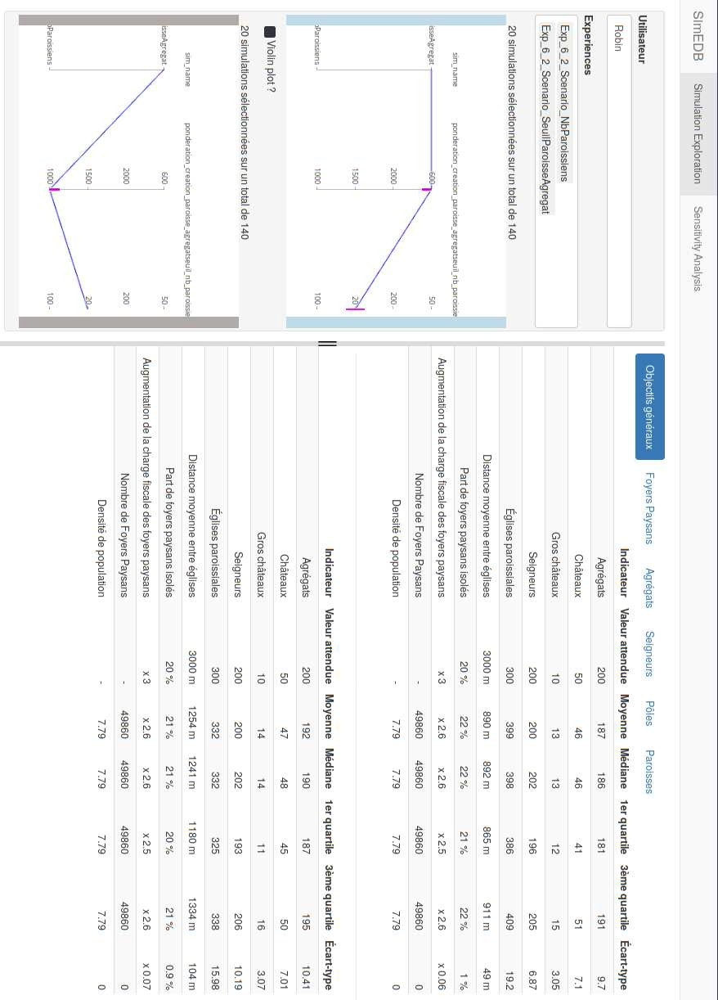 SImEDB Simulation Exploration Sensitivity Analysis
Utilisateur
Robin
Experiences
Exp_6_2_Scenario_NbParoissiens
Exp_6_2_Scenario_SeuilParoisseAgregat
20 simulations sélectionnées sur un total de 140
sim_name ponderation_creation_paroisse_agregat seuil_nb_paroissie
isseAgregat 600 50
2000 200
1500 20
oParoissiens 1000 100
Violin plot ?
20 simulations sélectionnées sur un total de 140
sim_name ponderation_creation_paroisse_agregat seuil_nb_paroissie
isseAgregat 600 50
2000 200
1500 20
oParoissiens 1000 100
Objectifs généraux Foyers Paysans Agrégats Seigneurs Pôles Paroisses
Indicateur Valeur attendue Moyenne Médiane 1er quartile 3ème quartile Écart-type
Agrégats 200 187 186 181 191 9.7
Châteaux 50 46 46 41 51 7.1
Gros châteaux 10 13 13 12 15 3.05
Seigneurs 200 200 202 196 205 6.87
Églises paroissiales 300 399 398 386 409 19.2
Distance moyenne entre églises 3000 m 890 m 892 m 865 m 911 m 49 m
Part de foyers paysans isolés 20 % 22 % 22 % 21 % 22 % 1 %
Augmentation de la charge fiscale des foyers paysans x 3 x 2.6 x 2.6 x 2.5 x 2.6 x 0.06
Nombre de Foyers Paysans - 49860 49860 49860 49860 0
Densité de population - 7.79 7.79 7.79 7.79 0
Indicateur Valeur attendue Moyenne Médiane 1er quartile 3ème quartile Écart-type
Agrégats 200 192 190 187 195 10.41
Châteaux 50 47 48 45 50 7.01
Gros châteaux 10 14 14 11 16 3.07
Seigneurs 200 200 202 193 206 10.19
Églises paroissiales 300 332 332 325 338 15.98
Distance moyenne entre églises 3000 m 1254 m 1241 m 1180 m 1334 m 104 m
Part de foyers paysans isolés 20 % 21 % 21 % 20 % 21 % 0.9 %
Augmentation de la charge fiscale des foyers paysans x 3 x 2.6 x 2.6 x 2.5 x 2.6 x 0.07
Nombre de Foyers Paysans - 49860 49860 49860 49860 0
Densité de population - 7.79 7.79 7.79 7.79 0